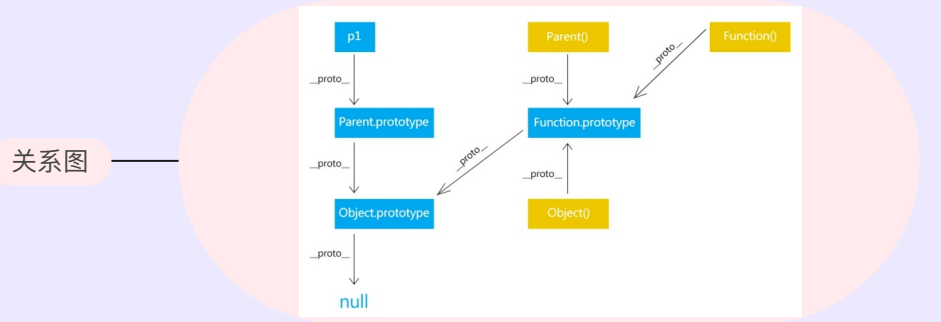 关系图
p1
Parent()
Function()
__proto__
__proto__
__proto__
Parent.prototype
Function.prototype
__proto__
__proto__
__proto__
Object.prototype
Object()
__proto__
null